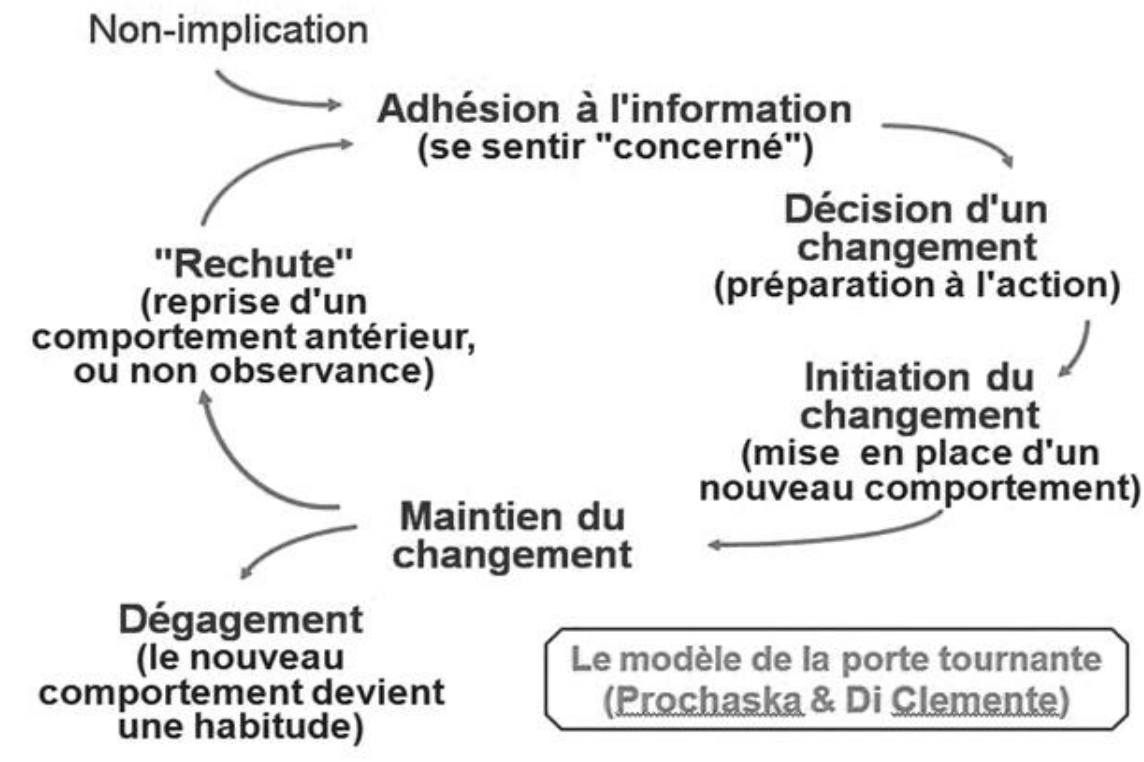 Non-implication
Adhésion à l'information
(se sentir "concerné")
Décision d'un
changement
(préparation à l'action)
Initiation du
changement
(mise en place d'un
nouveau comportement)
Maintien du
changement
"Rechute"
(reprise d'un
comportement antérieur,
ou non observance)
Dégagement
(le nouveau
comportement devient
une habitude)
Le modèle de la porte tournante
(Prochaska & Di Clemente)